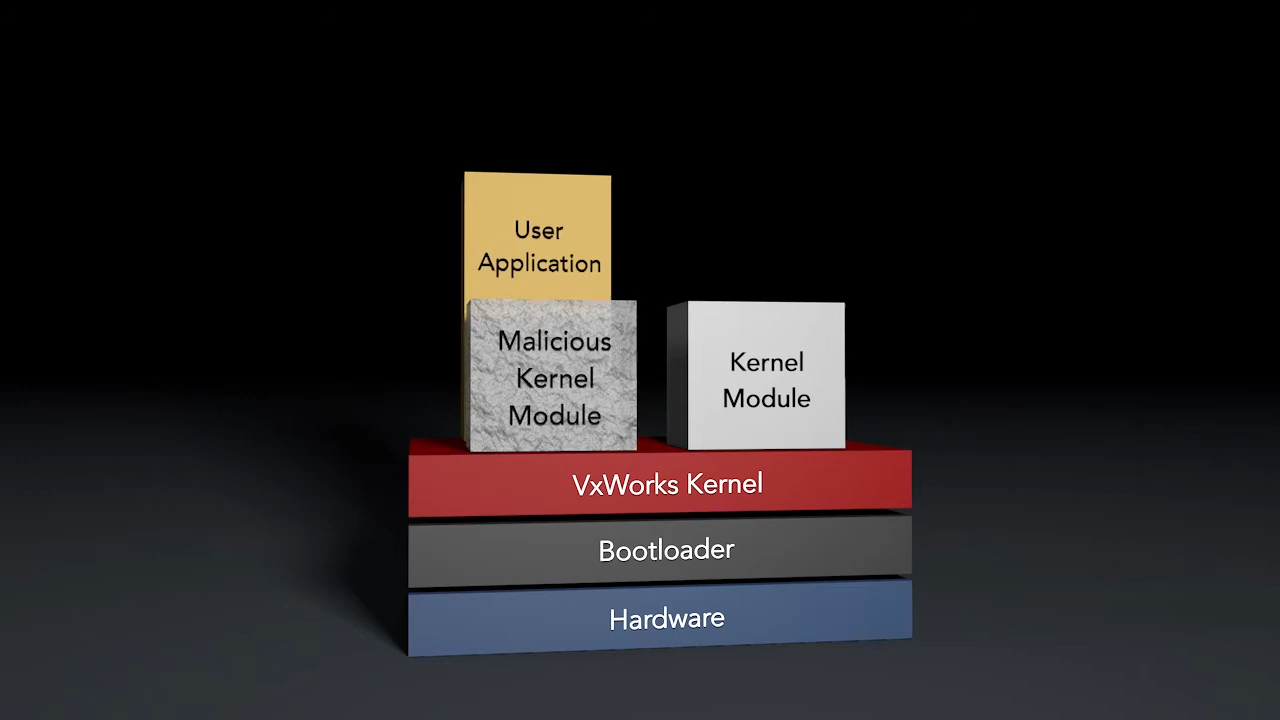 User
Application
Malicious
Kernel
Module
Kernel
Module
VxWorks Kernel
Bootloader
Hardware